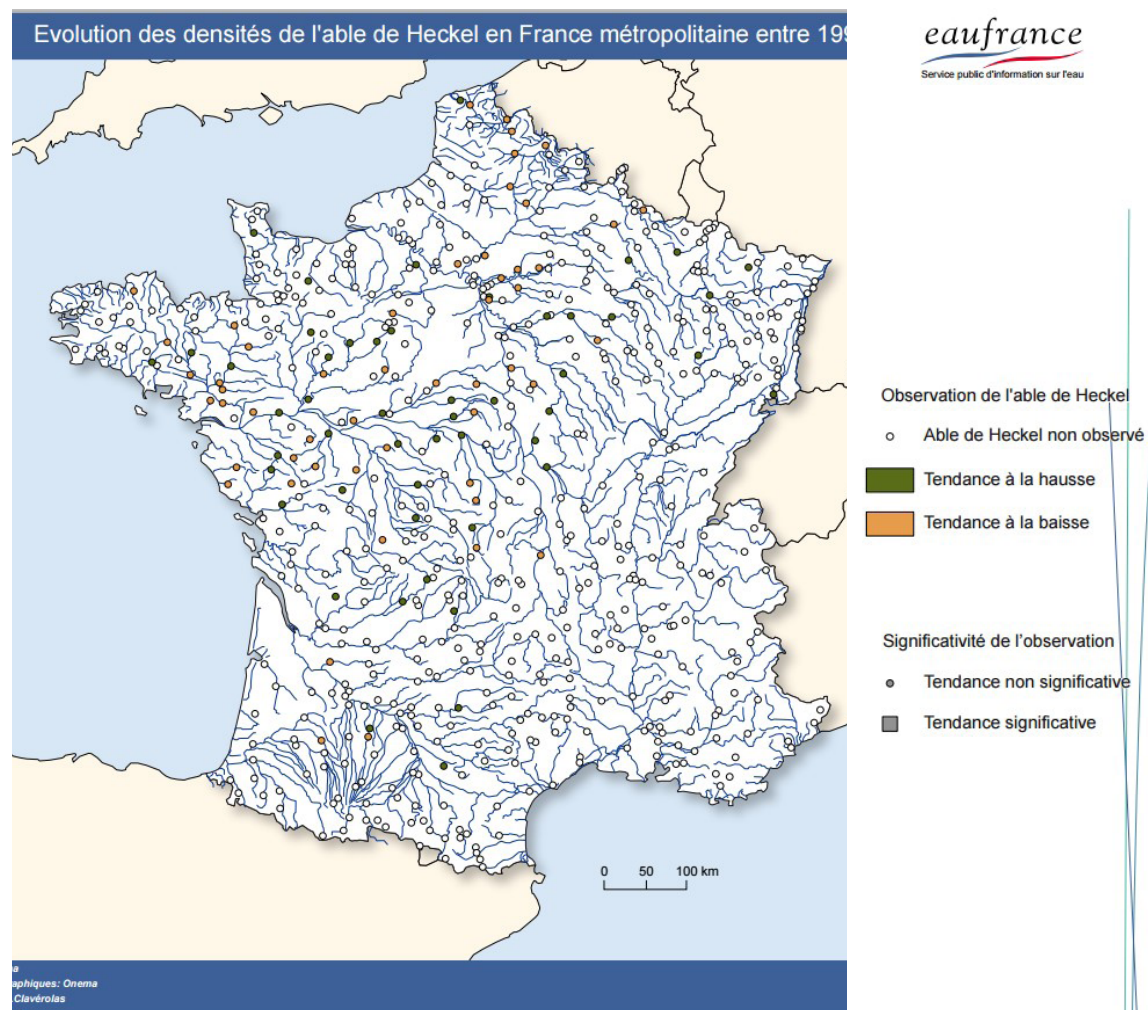 Evolution des densités de l'able de Heckel en France métropolitaine entre 199
eaufrance
Service public d'information sur l'eau
Observation de l'able de Heckel
Able de Heckel non observé
Tendance à la hausse
Tendance à la baisse
Significativité de l'observation
Tendance non significative
Tendance significative
0 50 100 km
aphiques: Onema
.Clavérolas